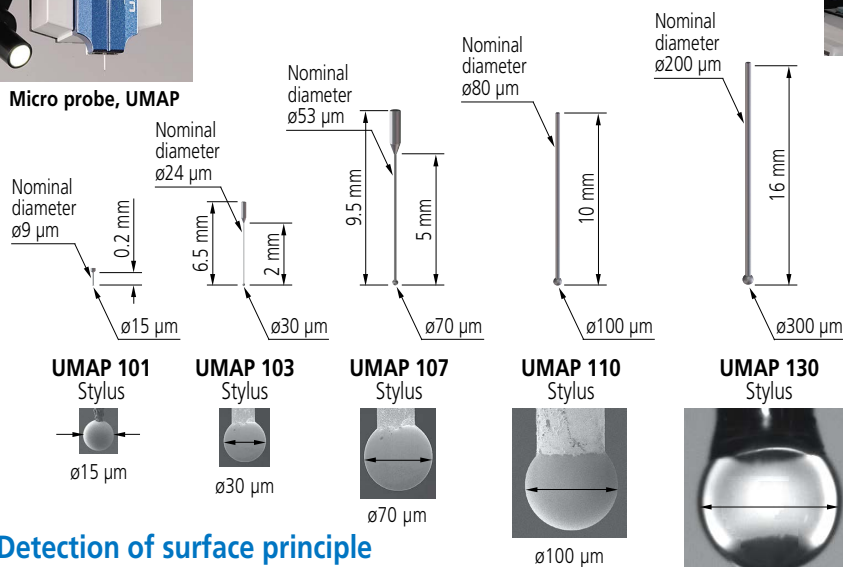 Micro probe, UMAP
Nominal
diameter
ø9 µm
0.2 mm
ø15 µm
Nominal
diameter
ø24 µm
6.5 mm
2 mm
ø30 µm
Nominal
diameter
ø53 µm
9.5 mm
5 mm
ø70 µm
Nominal
diameter
ø80 µm
10 mm
ø100 µm
Nominal
diameter
ø200 µm
16 mm
ø300 µm
UMAP 101
Stylus
ø15 µm
UMAP 103
Stylus
ø30 µm
UMAP 107
Stylus
ø70 µm
UMAP 110
Stylus
ø100 µm
UMAP 130
Stylus
Detection of surface principle